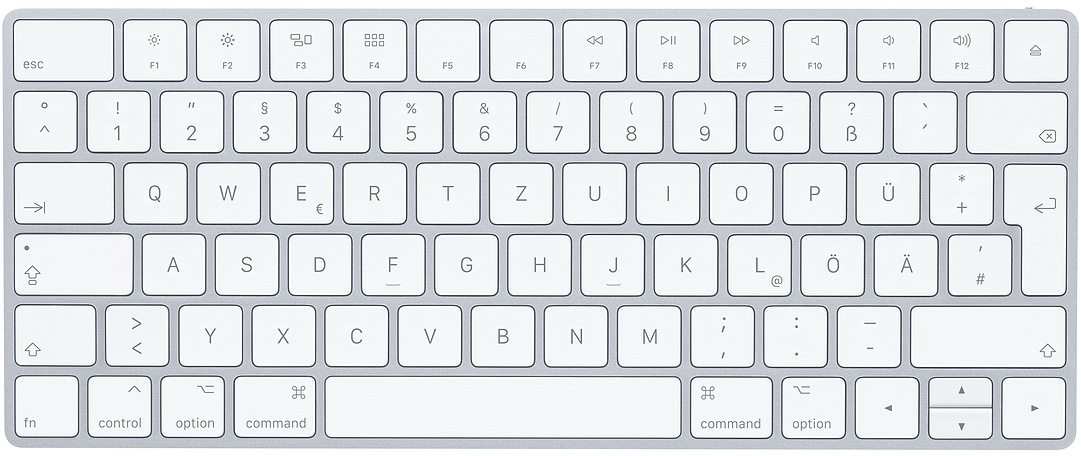 esc F1 F2 F3 F4 F5 F6 F7 F8 F9 F10 F11 F12
° ! " § $ % & / ( ) = ? `
^ 1 2 3 4 5 6 7 8 9 0 ß ´
Q W E € R T Z U I O P Ü * +
A S D F G H J K L @ Ö Ä ' #
> < Y X C V B N M ; , : . — -
fn control option command command option